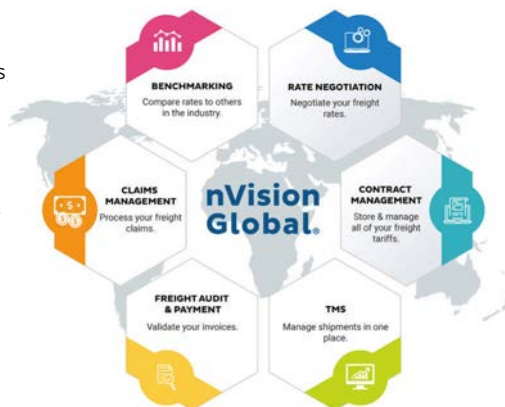 s
BENCHMARKING
Compare rates to others
in the industry.
RATE NEGOTIATION
Negotiate your freight
rates.
CLAIMS
MANAGEMENT
Process your freight
claims.
nVision
Global®
CONTRACT
MANAGEMENT
Store & manage
all of your freight
tariffs.
FREIGHT AUDIT
& PAYMENT
Validate your invoices.
TMS
Manage shipments in one
place.